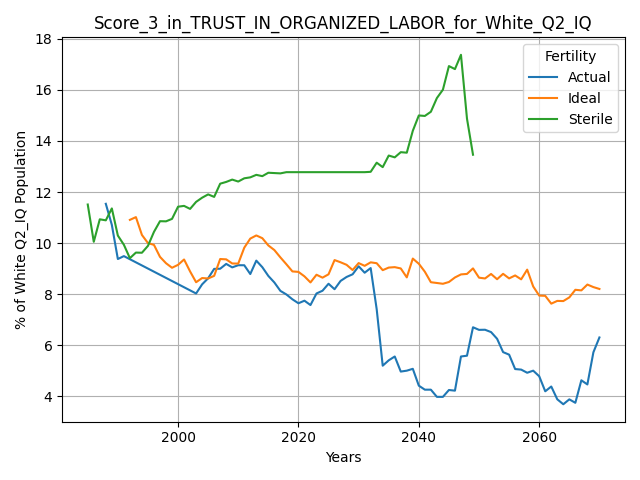 Score_3_in_TRUST_IN_ORGANIZED_LABOR_for_White_Q2_IQ
% of White Q2_IQ Population
18
16
14
12
10
8
6
4
2000
2020
2040
2060
Years
Fertility
Actual
Ideal
Sterile